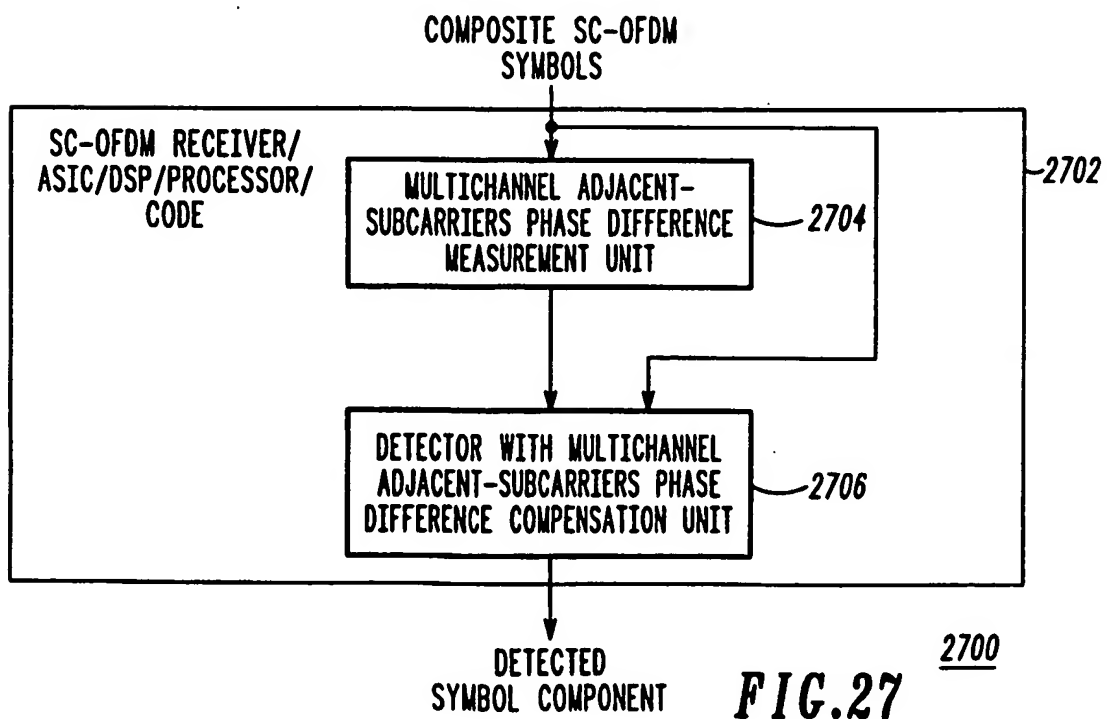 COMPOSITE SC-OFDM
SYMBOLS
SC-OFDM RECEIVER/
ASIC/DSP/PROCESSOR/
CODE
2702
MULTICHANNEL ADJACENT-
SUBCARRIERS PHASE DIFFERENCE
MEASUREMENT UNIT
2704
DETECTOR WITH MULTICHANNEL
ADJACENT-SUBCARRIERS PHASE
DIFFERENCE COMPENSATION UNIT
2706
DETECTED
SYMBOL COMPONENT
2700
FIG.27